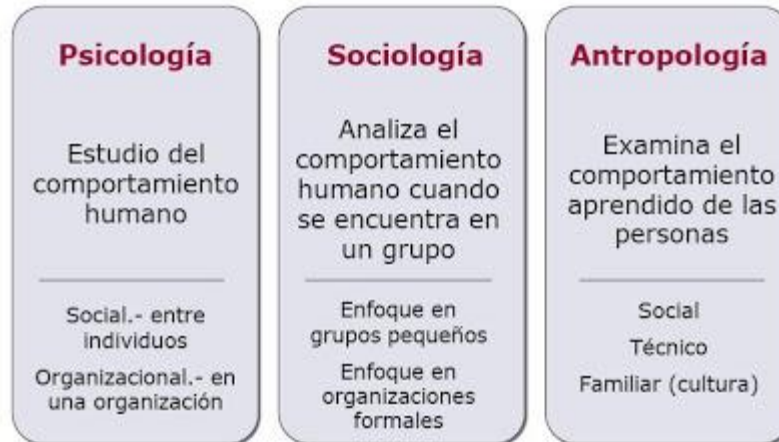 Psicología
Estudio del
comportamiento
humano
Social.- entre
individuos
Organizacional.- en
una organización
Sociología
Analiza el
comportamiento
humano cuando
se encuentra en
un grupo
Enfoque en
grupos pequeños
Enfoque en
organizaciones
formales
Antropología
Examina el
comportamiento
aprendido de las
personas
Social
Técnico
Familiar (cultura)